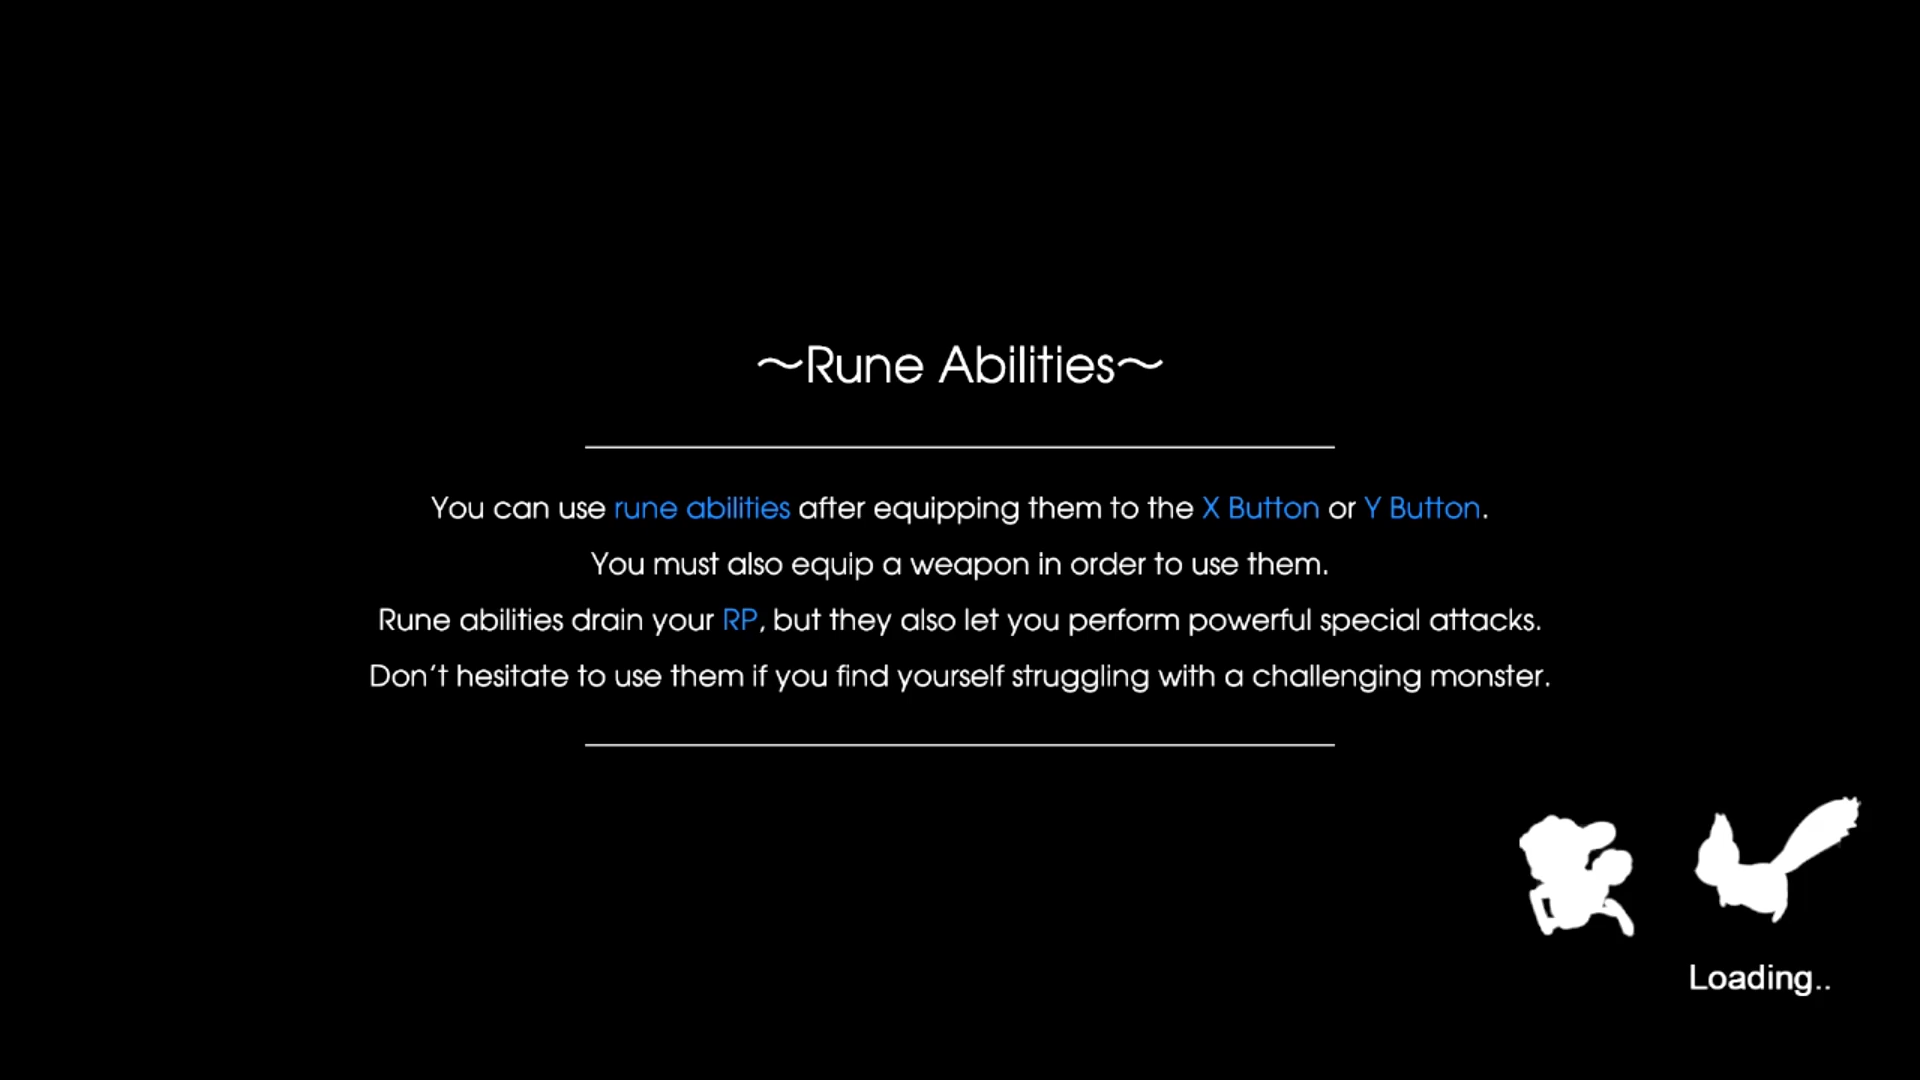 ～Rune Abilities～
You can use rune abilities after equipping them to the X Button or Y Button.
You must also equip a weapon in order to use them.
Rune abilities drain your RP, but they also let you perform powerful special attacks.
Don't hesitate to use them if you find yourself struggling with a challenging monster.
Loading..